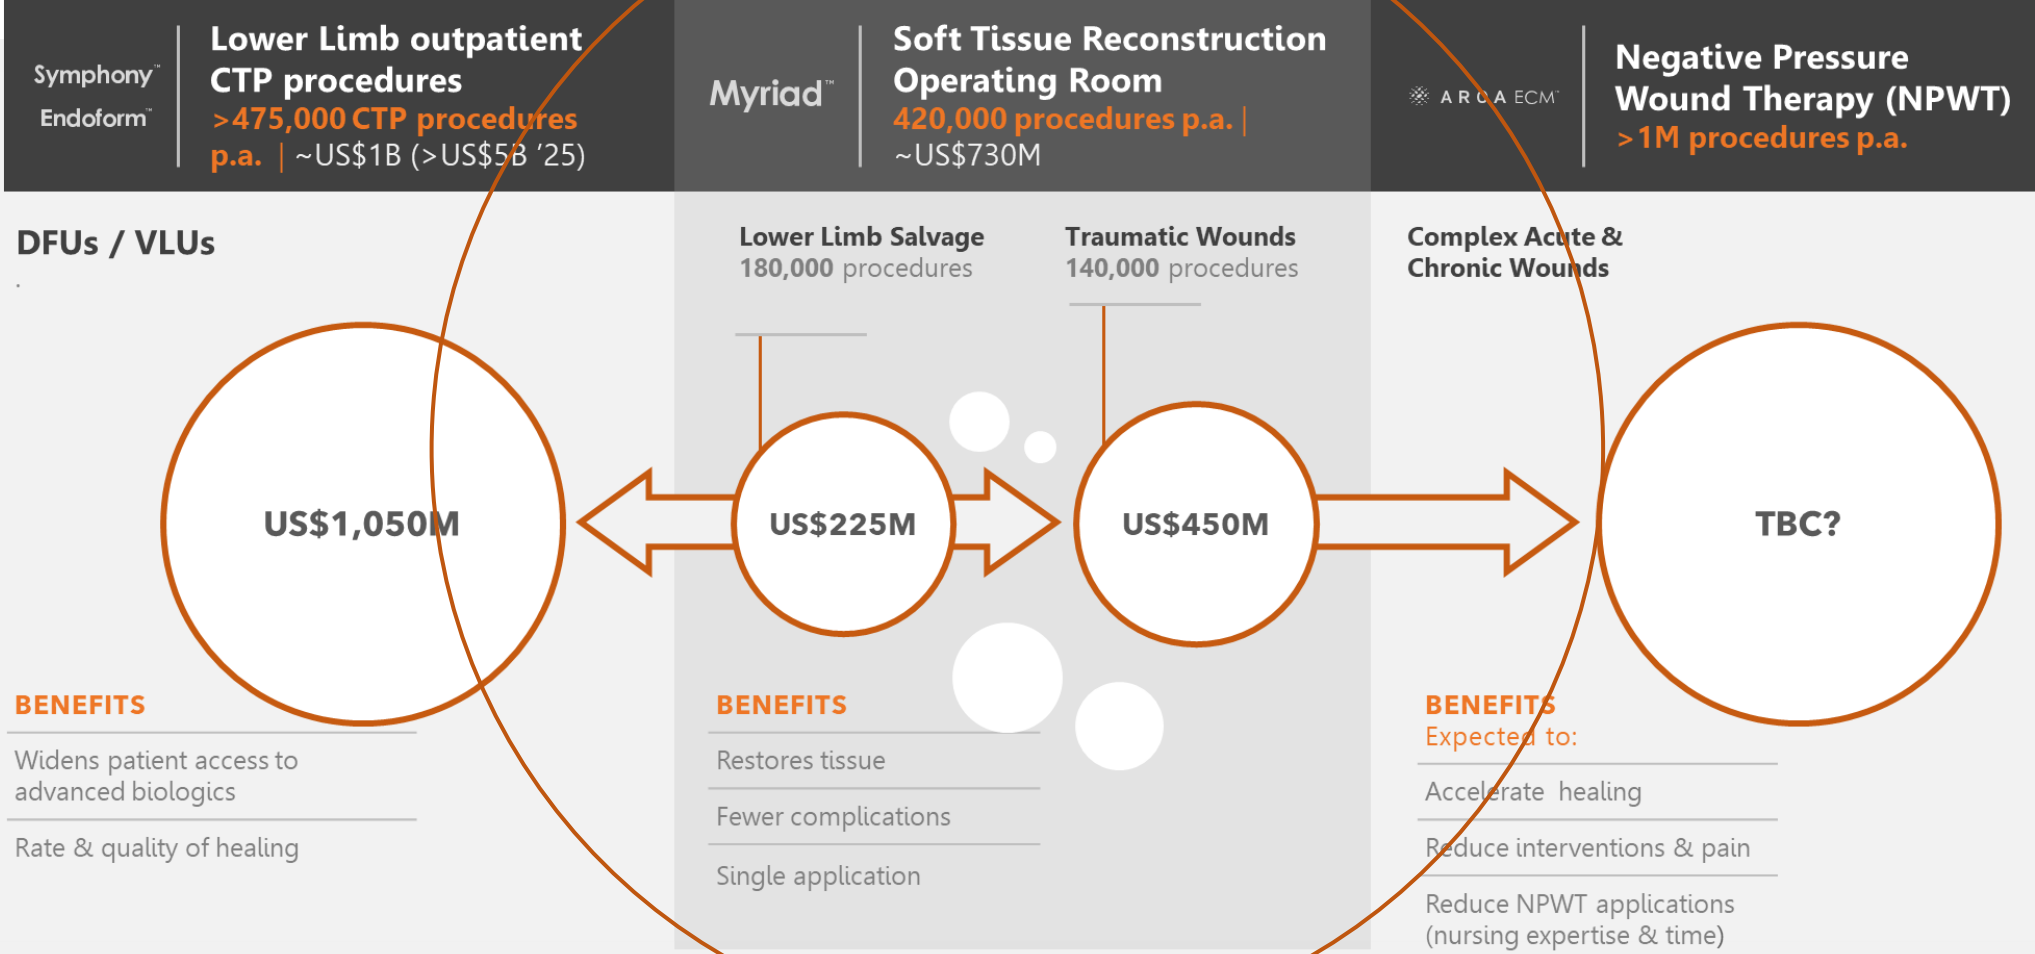 Symphony™
Endoform™
Lower Limb outpatient
CTP procedures
>475,000 CTP procedures
p.a. | ~US$1B (>US$5B ’25)
Myriad™
Soft Tissue Reconstruction
Operating Room
420,000 procedures p.a. |
~US$730M
AROA ECM™
Negative Pressure
Wound Therapy (NPWT)
>1M procedures p.a.
DFUs / VLUs
.
Lower Limb Salvage
180,000 procedures
Traumatic Wounds
140,000 procedures
Complex Acute &
Chronic Wounds
US$1,050M
US$225M
US$450M
TBC?
BENEFITS
Widens patient access to
advanced biologics
Rate & quality of healing
BENEFITS
Restores tissue
Fewer complications
Single application
BENEFITS
Expected to:
Accelerate healing
Reduce interventions & pain
Reduce NPWT applications
(nursing expertise & time)